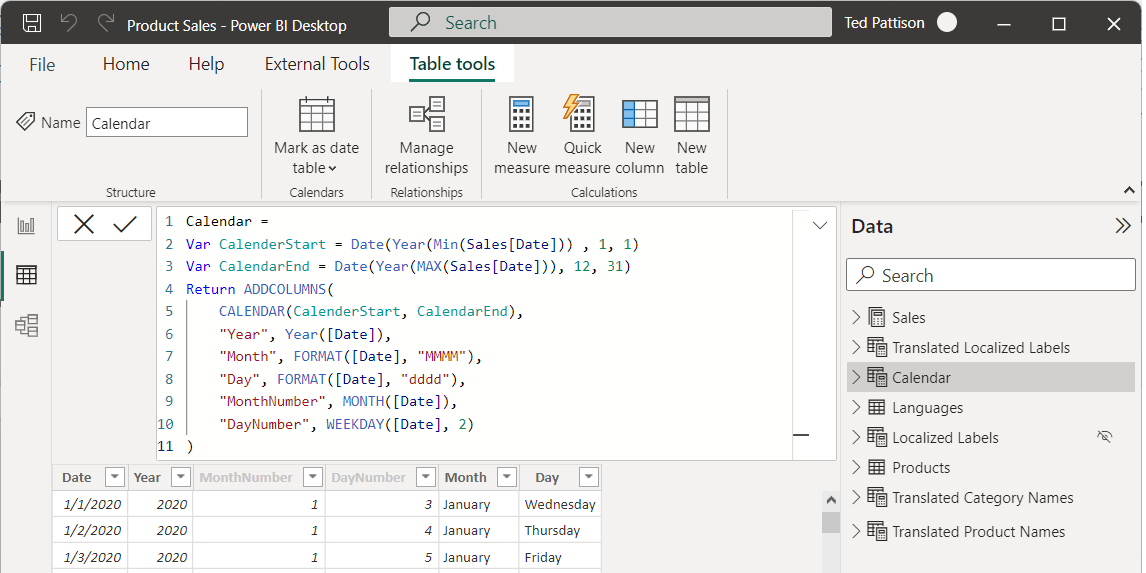 Product Sales - Power BI Desktop
Search
Ted Pattison
File Home Help External Tools Table tools
Name Calendar
Mark as date
table
Manage
relationships
New
measure
Quick
measure
New
column
New
table
Structure Calendars Relationships Calculations
1 Calendar =
2 Var CalenderStart = Date(Year(Min(Sales[Date])) , 1, 1)
3 Var CalendarEnd = Date(Year(MAX(Sales[Date])), 12, 31)
4 Return ADDCOLUMNS(
5 CALENDAR(CalenderStart, CalendarEnd),
6 "Year", Year([Date]),
7 "Month", FORMAT([Date], "MMMM"),
8 "Day", FORMAT([Date], "dddd"),
9 "MonthNumber", MONTH([Date]),
10 "DayNumber", WEEKDAY([Date], 2)
11 )
Date Year MonthNumber DayNumber Month Day
1/1/2020 2020 1 3 January Wednesday
1/2/2020 2020 1 4 January Thursday
1/3/2020 2020 1 5 January Friday
Data
Search
Sales
Translated Localized Labels
Calendar
Languages
Localized Labels
Products
Translated Category Names
Translated Product Names